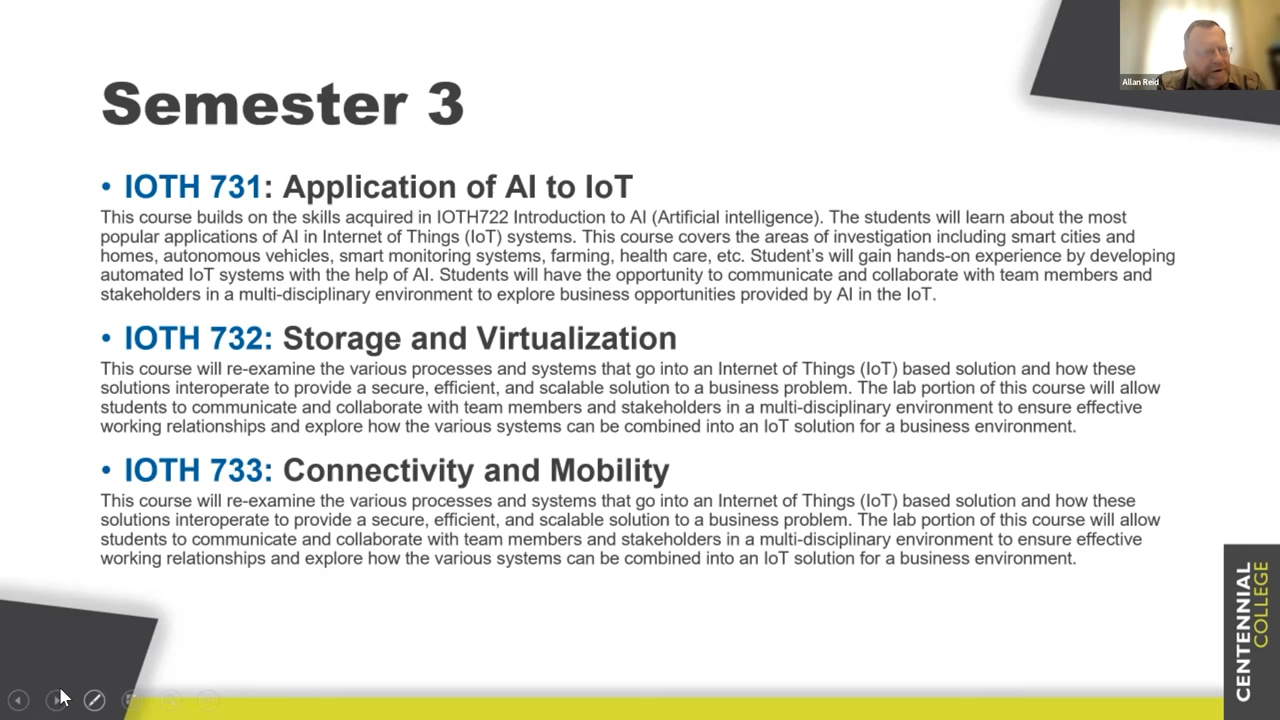 Allan Reid
Semester 3
• IOTH 731: Application of AI to IoT
This course builds on the skills acquired in IOTH722 Introduction to AI (Artificial intelligence). The students will learn about the most
popular applications of AI in Internet of Things (IoT) systems. This course covers the areas of investigation including smart cities and
homes, autonomous vehicles, smart monitoring systems, farming, health care, etc. Student's will gain hands-on experience by developing
automated IoT systems with the help of AI. Students will have the opportunity to communicate and collaborate with team members and
stakeholders in a multi-disciplinary environment to explore business opportunities provided by AI in the IoT.
• IOTH 732: Storage and Virtualization
This course will re-examine the various processes and systems that go into an Internet of Things (IoT) based solution and how these
solutions interoperate to provide a secure, efficient, and scalable solution to a business problem. The lab portion of this course will allow
students to communicate and collaborate with team members and stakeholders in a multi-disciplinary environment to ensure effective
working relationships and explore how the various systems can be combined into an IoT solution for a business environment.
• IOTH 733: Connectivity and Mobility
This course will re-examine the various processes and systems that go into an Internet of Things (IoT) based solution and how these
solutions interoperate to provide a secure, efficient, and scalable solution to a business problem. The lab portion of this course will allow
students to communicate and collaborate with team members and stakeholders in a multi-disciplinary environment to ensure effective
working relationships and explore how the various systems can be combined into an IoT solution for a business environment.
CENTENNIAL
COLLEGE